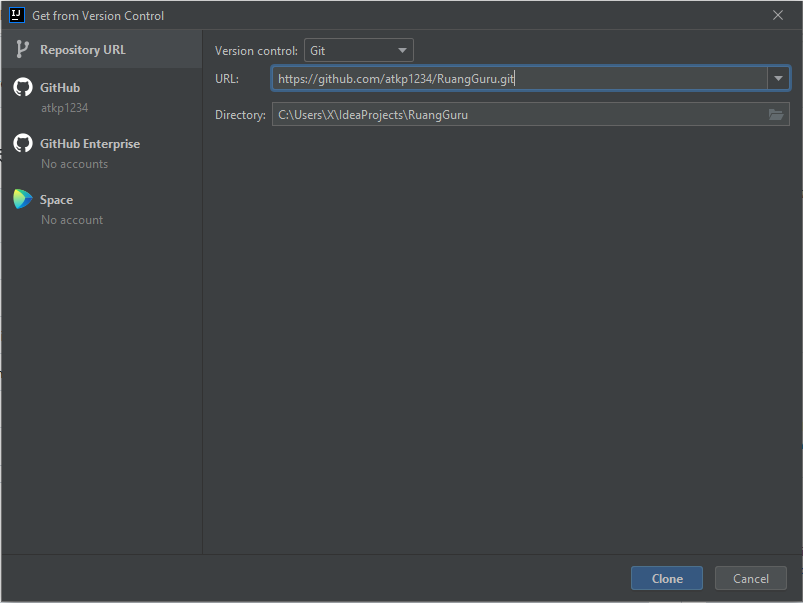 IJ Get from Version Control
Repository URL
GitHub
atkp1234
GitHub Enterprise
No accounts
Space
No account
Version control: Git
URL: https://github.com/atkp1234/RuangGuru.git
Directory: C:\Users\X\IdeaProjects\RuangGuru
Clone Cancel